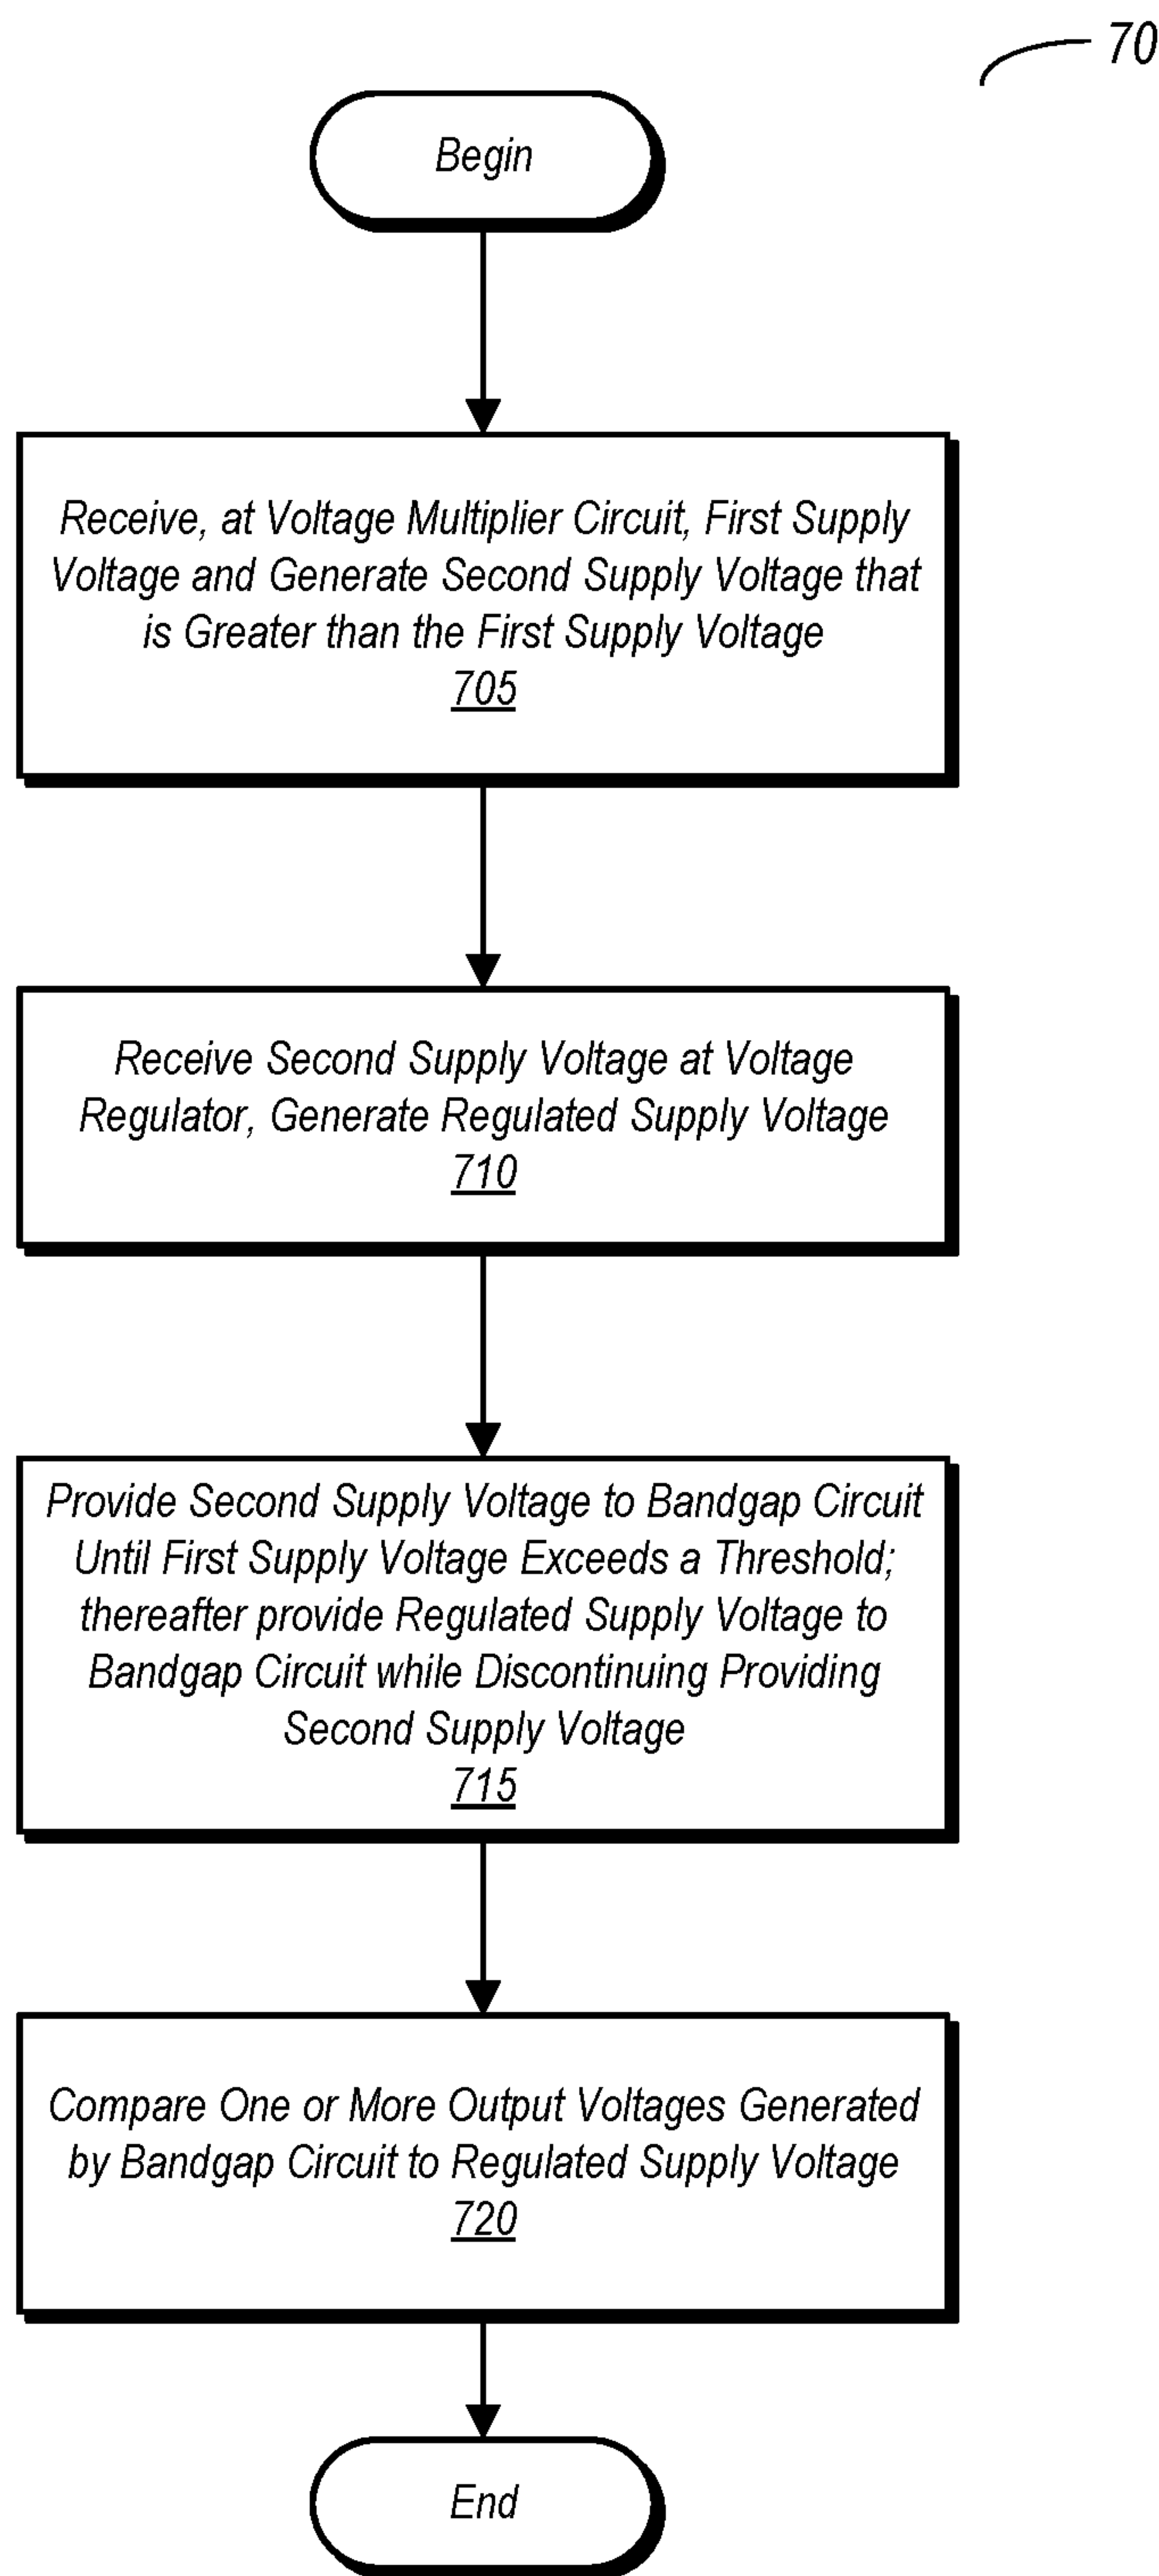 70
Begin
Receive, at Voltage Multiplier Circuit, First Supply
Voltage and Generate Second Supply Voltage that
is Greater than the First Supply Voltage
705
Receive Second Supply Voltage at Voltage
Regulator, Generate Regulated Supply Voltage
710
Provide Second Supply Voltage to Bandgap Circuit
Until First Supply Voltage Exceeds a Threshold;
thereafter provide Regulated Supply Voltage to
Bandgap Circuit while Discontinuing Providing
Second Supply Voltage
715
Compare One or More Output Voltages Generated
by Bandgap Circuit to Regulated Supply Voltage
720
End